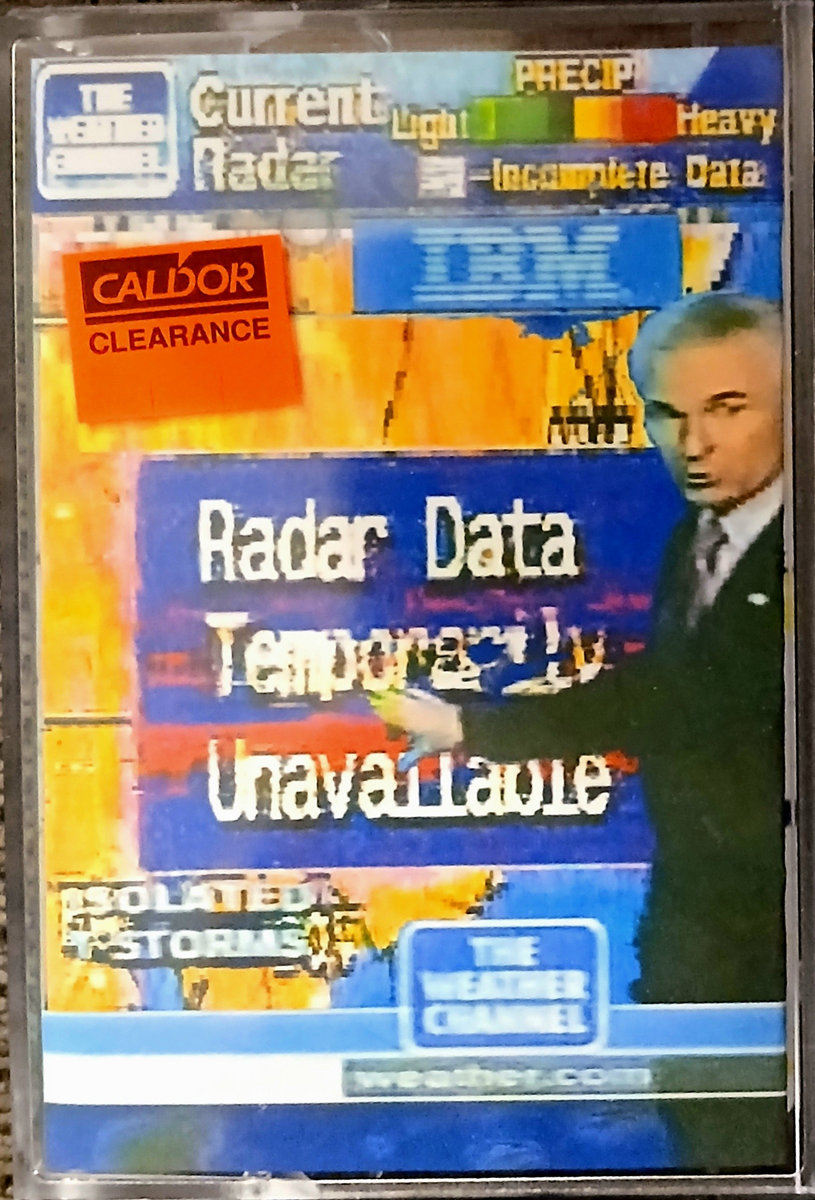 THE
WEATHER
CHANNEL
Current
Radar
PRECIP
Light
Heavy
-Incomplete Data
IBM
CALDOR
CLEARANCE
Radar Data
Temporarily
Unavailable
ISOLATED
T-STORMS
THE
WEATHER
CHANNEL
weather.com